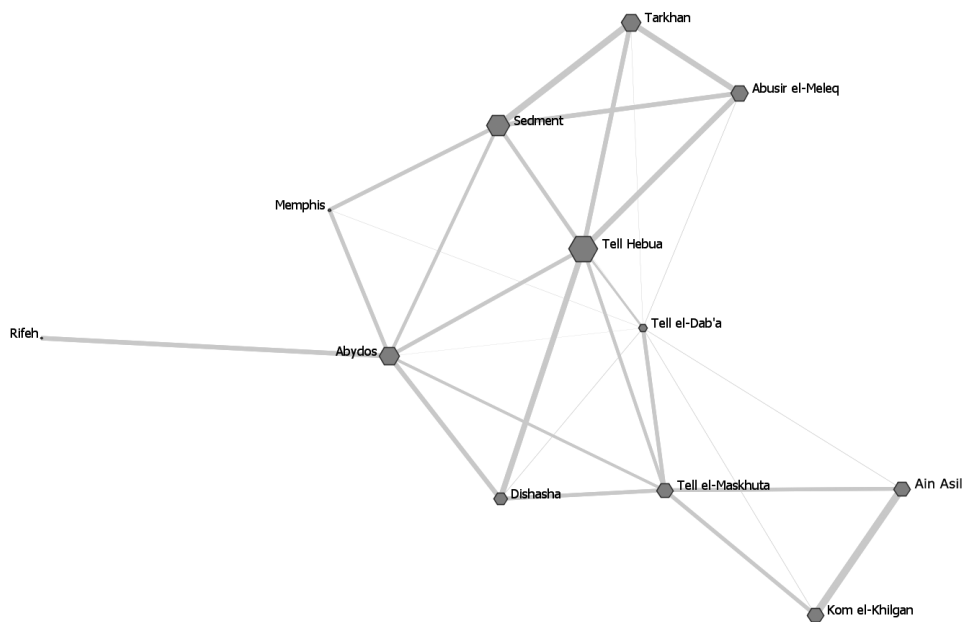 Tarkhan
Abusir el-Meleq
Sedment
Memphis
Tell Hebua
Tell el-Dab'a
Rifeh
Abydos
Tell el-Maskhuta
Ain Asil
Dishasha
Kom el-Khilgan